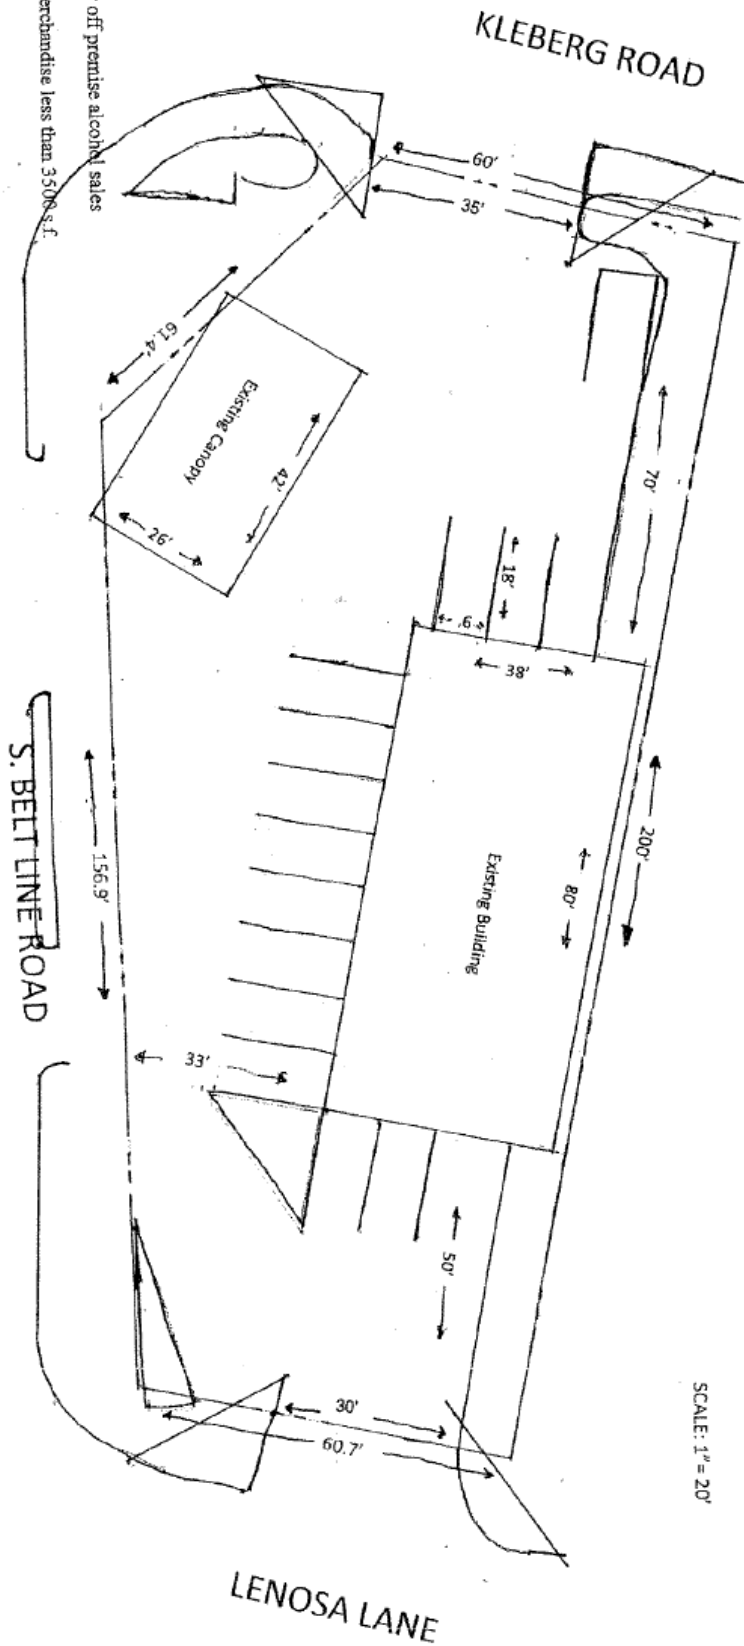 KLEBERG ROAD
off premise alcohol sales
erchandise less than 3500 s.f.
60'
35'
61.4'
Existing Canopy
42'
26'
70'
18'
9'
38'
200'
80'
Existing Building
S. BELT LINE ROAD
156.9'
33'
50'
30'
60.7'
SCALE: 1" = 20'
LENOSA LANE